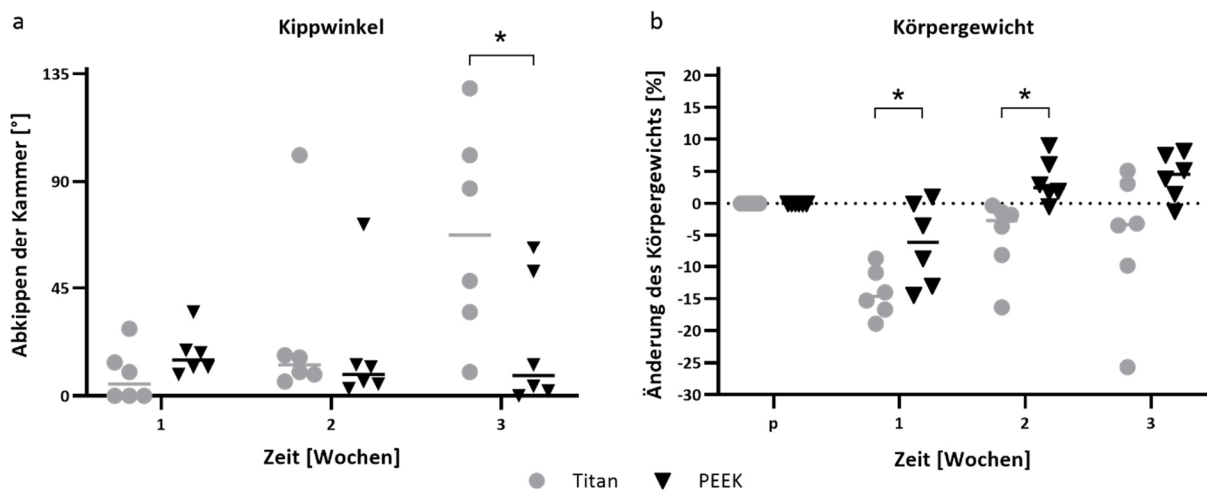 a
Kippwinkel
*
Abkippen der Kammer [°]
135
90
45
0
1
2
3
Zeit [Wochen]
b
Körpergewicht
*
*
Änderung des Körpergewichts [%]
20
15
10
5
0
-5
-10
-15
-20
-25
-30
p
1
2
3
Zeit [Wochen]
Titan
PEEK